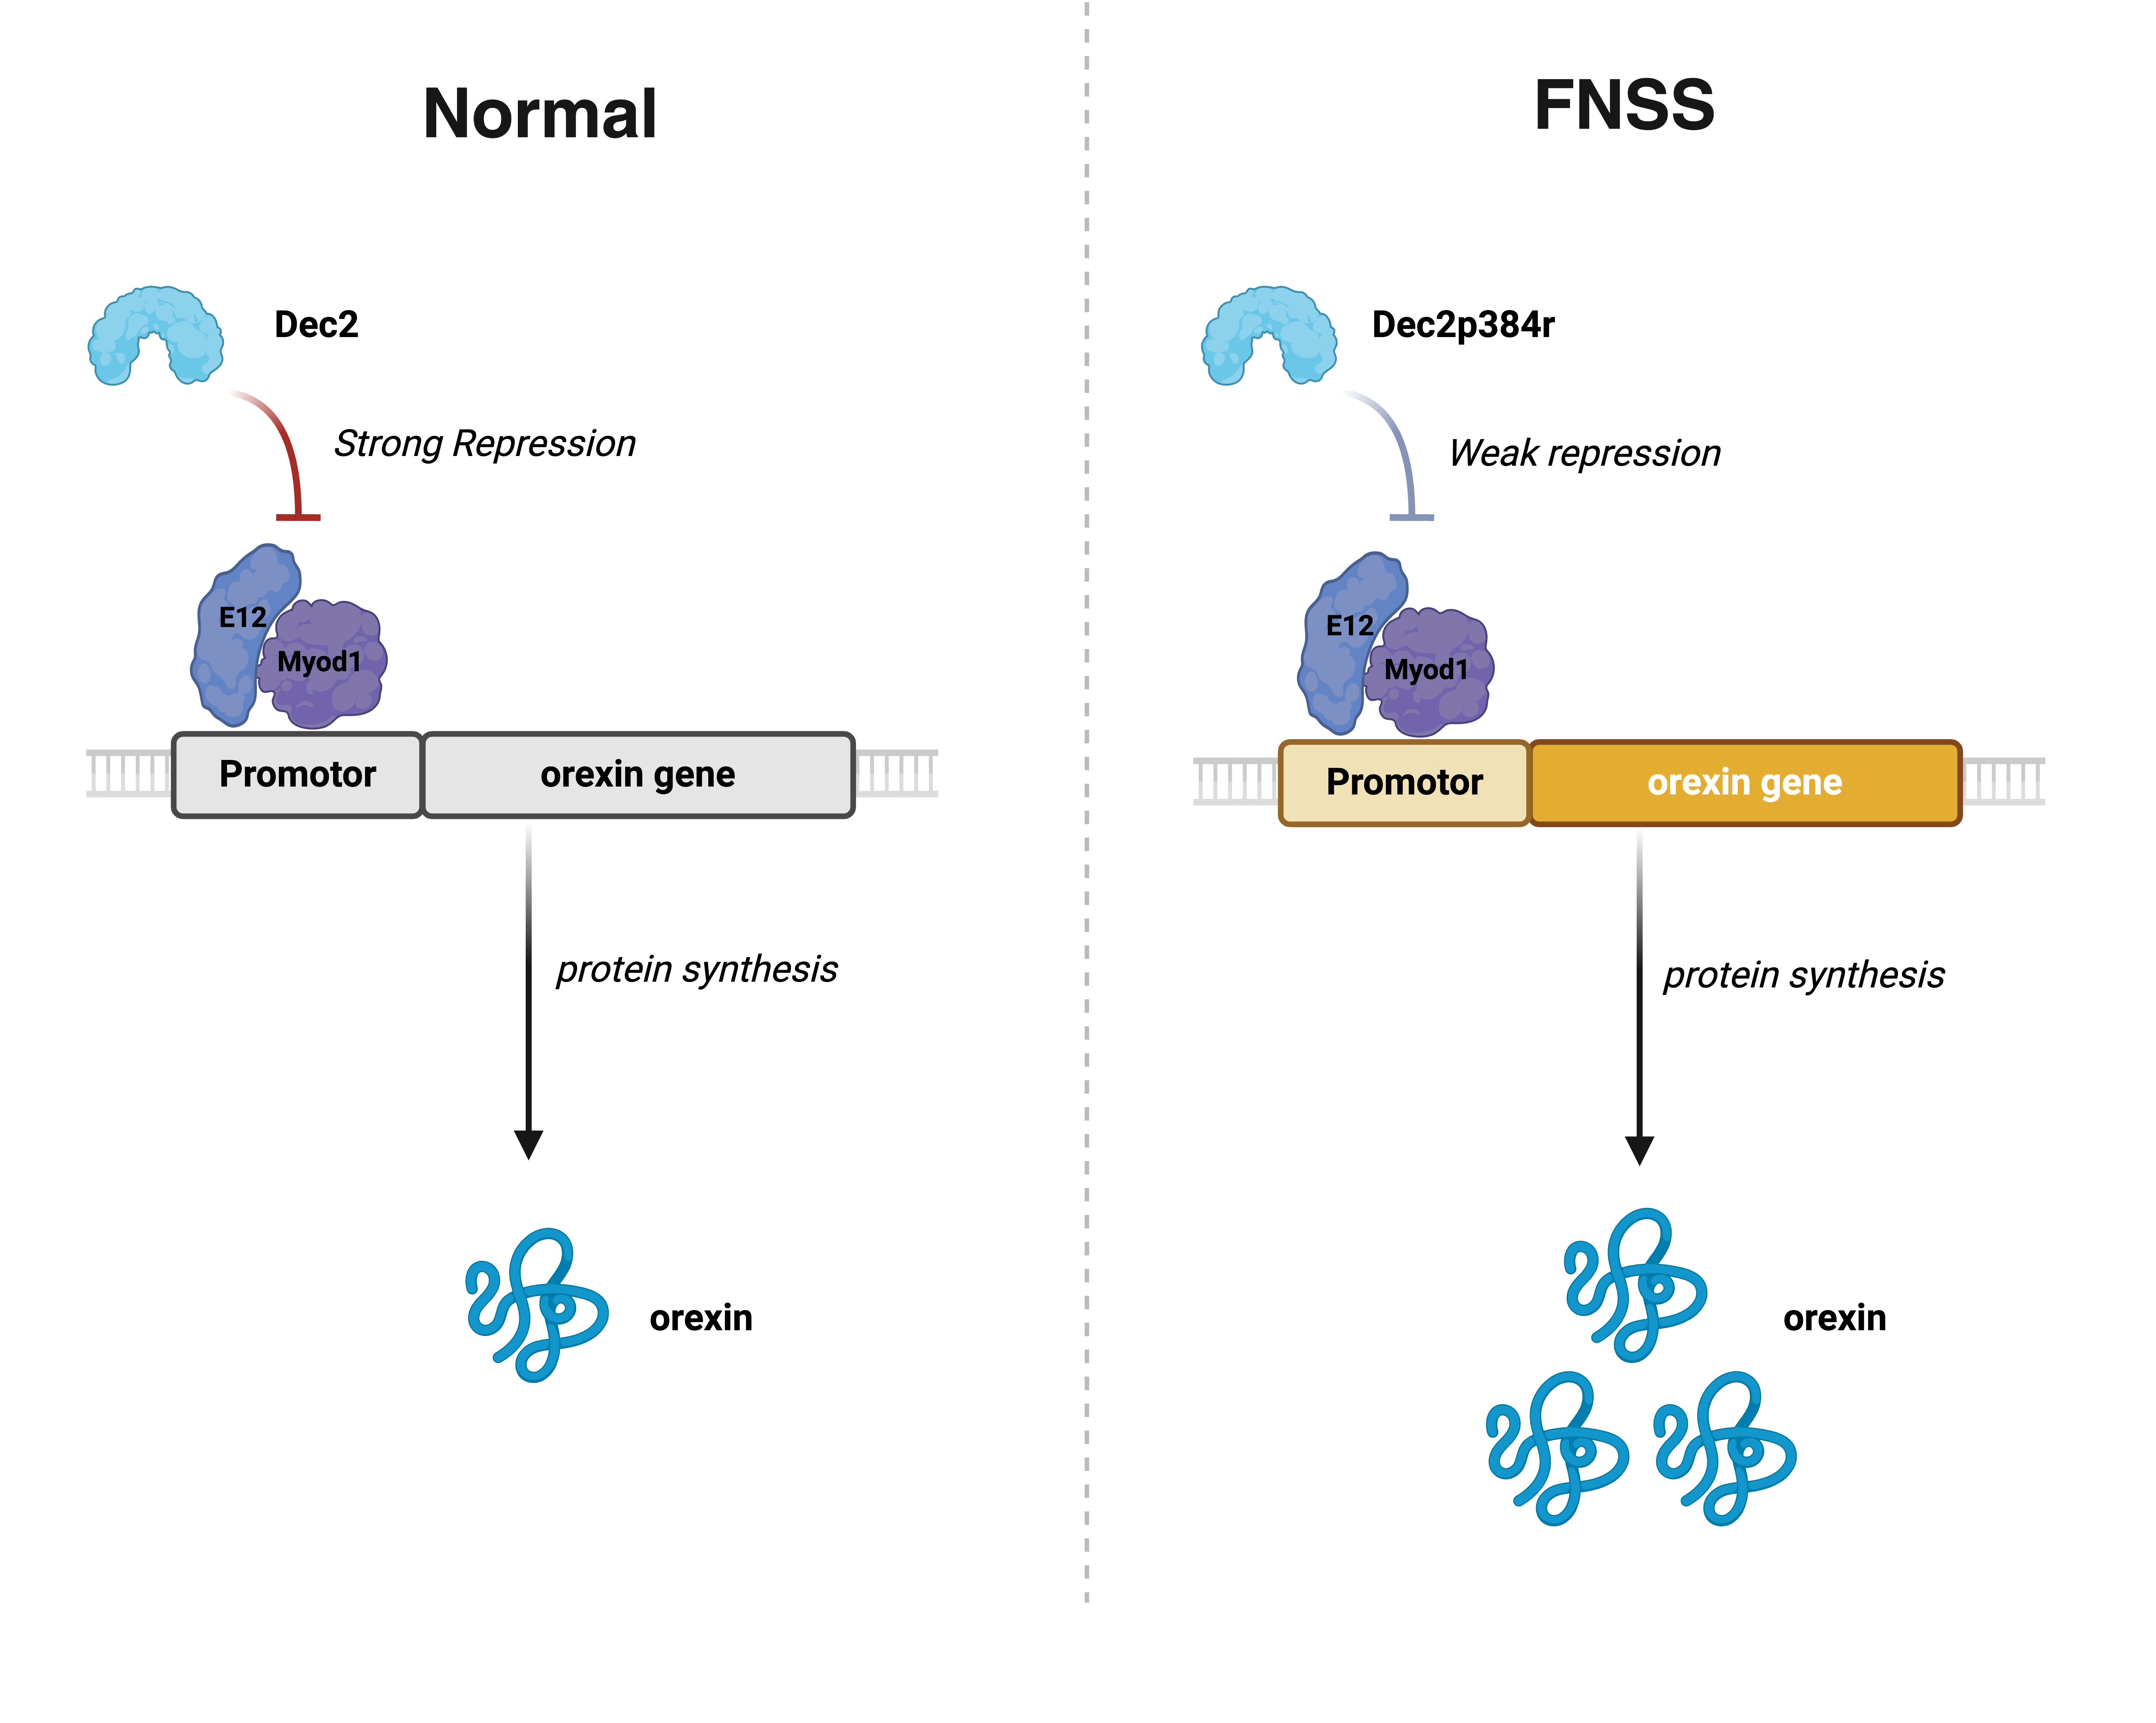 Normal
Dec2
Strong Repression
E12
Myod1
Promotor
orexin gene
protein synthesis
orexin
FNSS
Dec2p384r
Weak repression
E12
Myod1
Promotor
orexin gene
protein synthesis
orexin